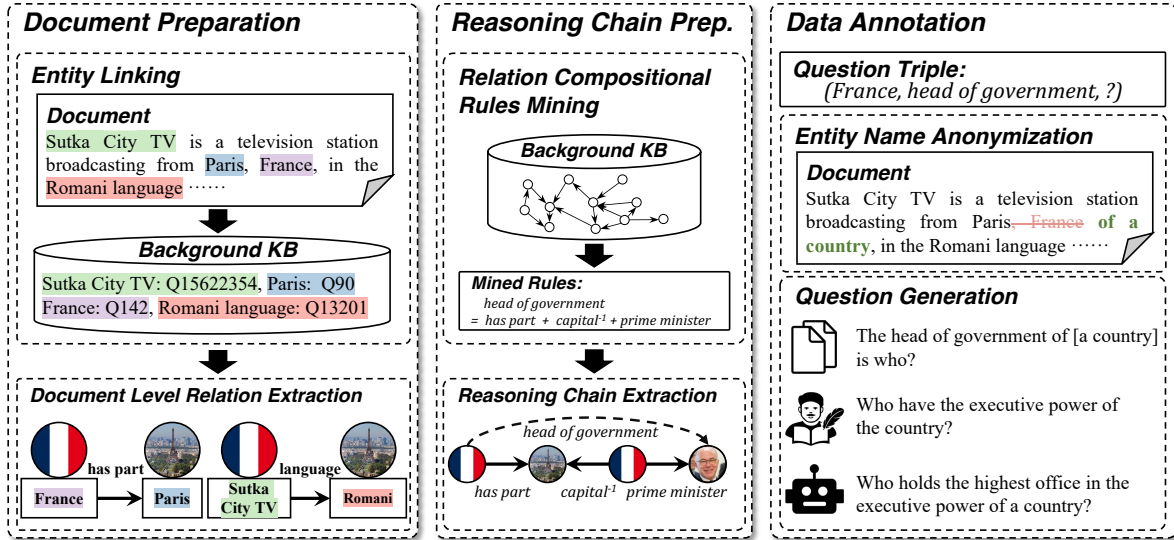 Document Preparation
Entity Linking
Document
Sutka City TV is a television station
broadcasting from Paris, France, in the
Romani language ······
Background KB
Sutka City TV: Q15622354, Paris: Q90
France: Q142, Romani language: Q13201
Document Level Relation Extraction
has part
language
France
Paris
Sutka
City TV
Romani
Reasoning Chain Prep.
Relation Compositional
Rules Mining
Background KB
Mined Rules:
head of government
= has part + capital⁻¹ + prime minister
Reasoning Chain Extraction
head of government
has part
capital⁻¹
prime minister
Data Annotation
Question Triple:
(France, head of government, ?)
Entity Name Anonymization
Document
Sutka City TV is a television station
broadcasting from Paris, France of a
country, in the Romani language ······
Question Generation
The head of government of [a country]
is who?
Who have the executive power of
the country?
Who holds the highest office in the
executive power of a country?